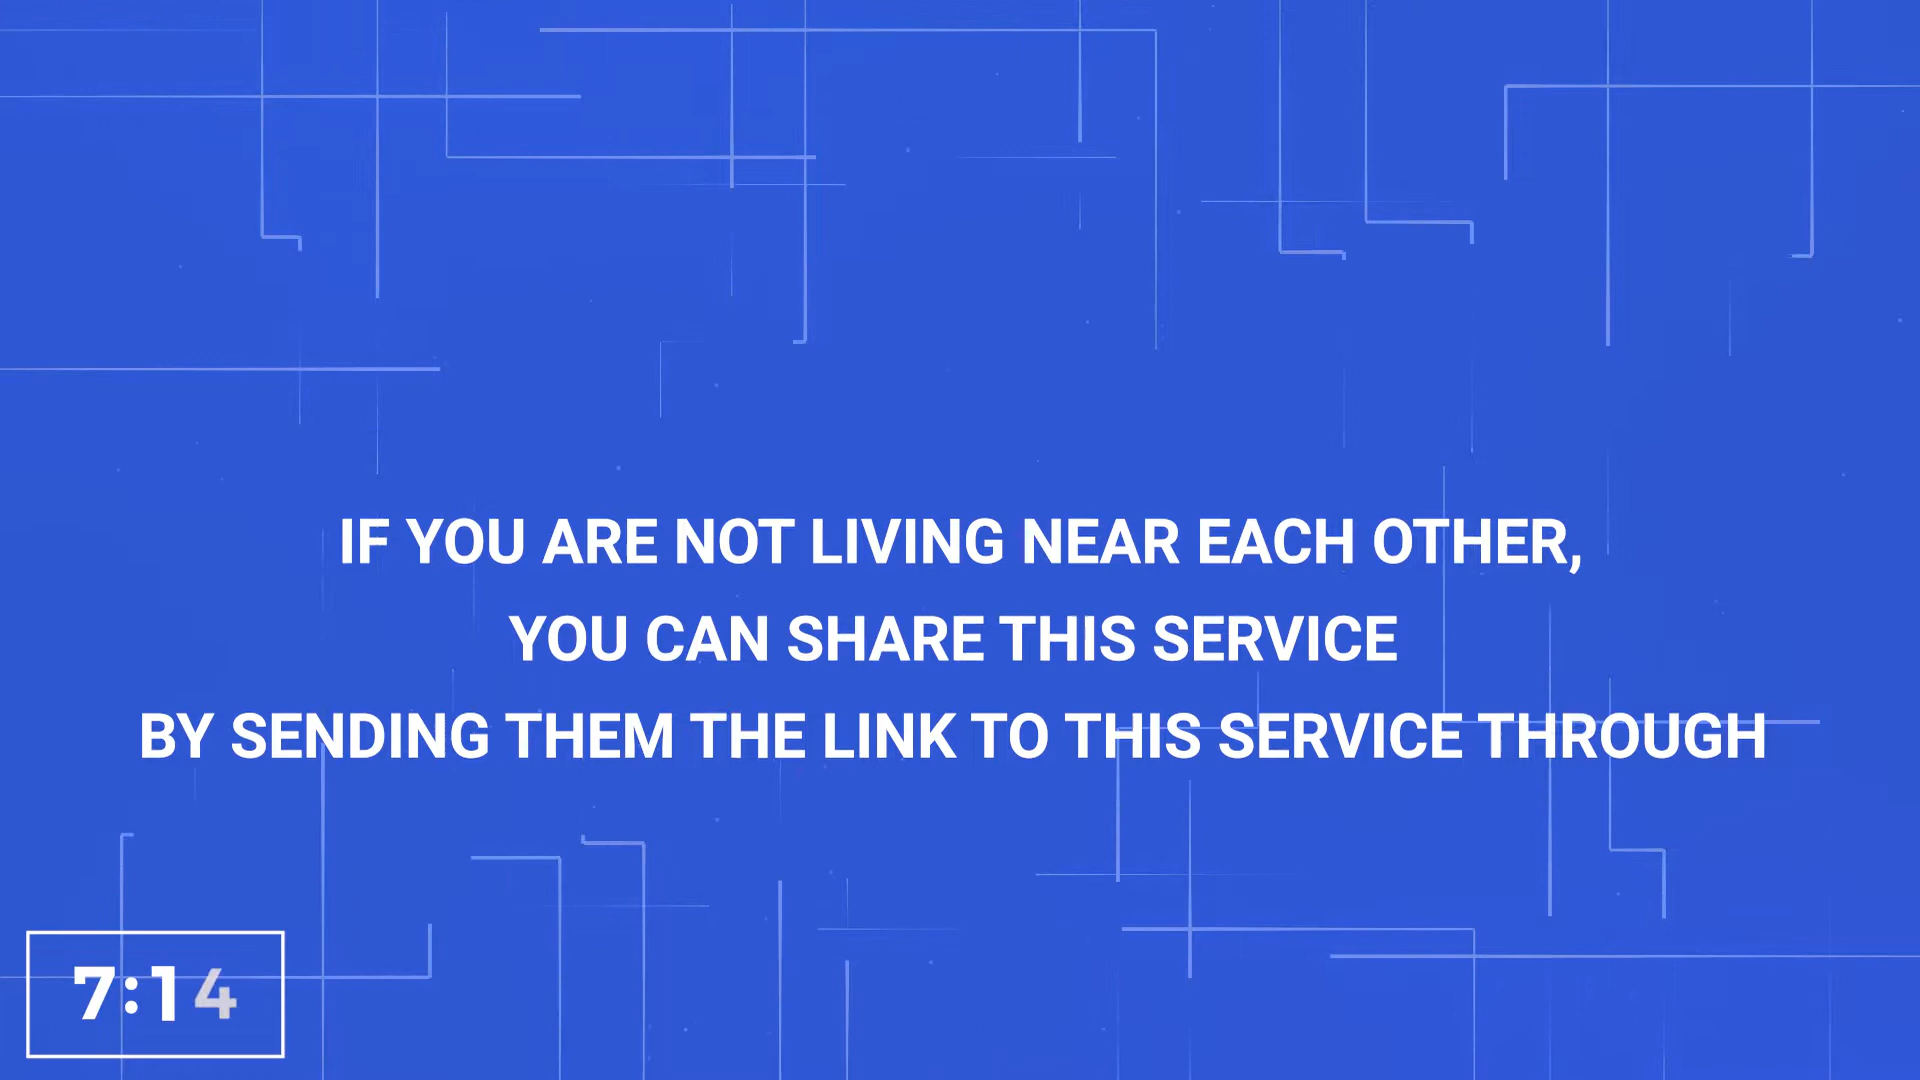 IF YOU ARE NOT LIVING NEAR EACH OTHER,
YOU CAN SHARE THIS SERVICE
BY SENDING THEM THE LINK TO THIS SERVICE THROUGH
7:14